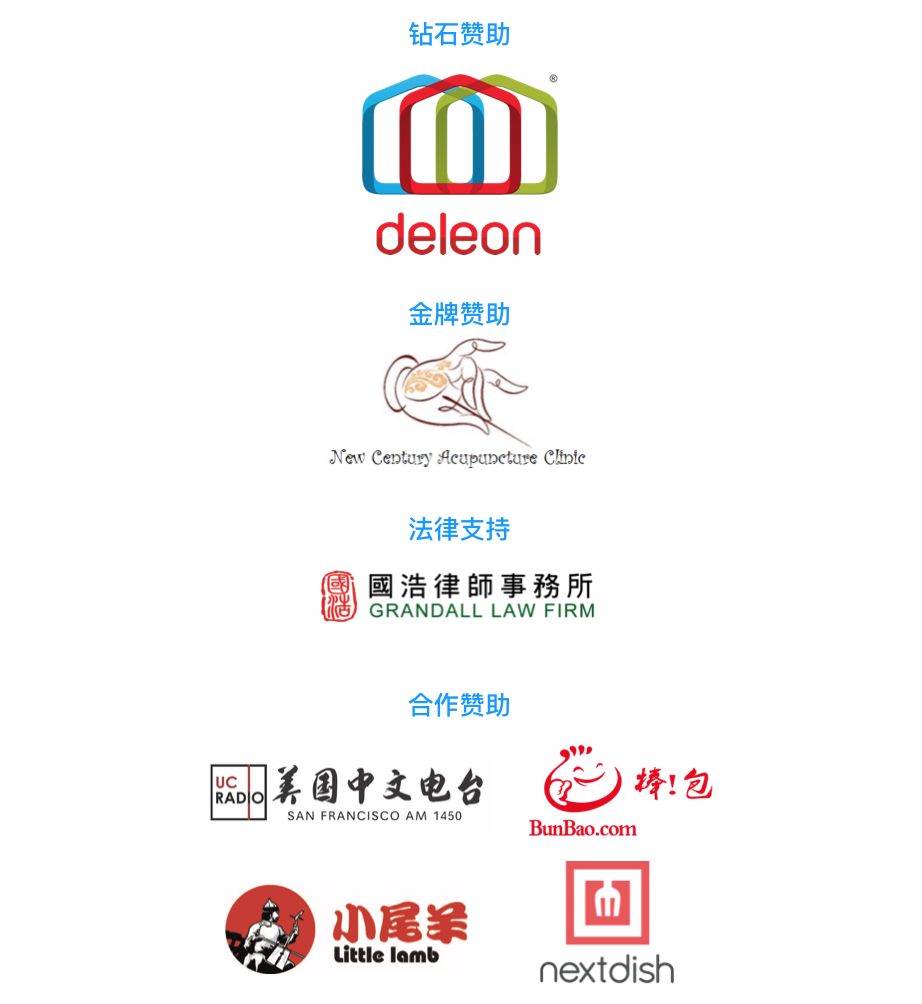 钻石赞助
®
deleon
金牌赞助
New Century Acupuncture Clinic
法律支持
國浩
國浩律師事務所
GRANDALL LAW FIRM
合作赞助
UC
RADIO
美国中文电台
SAN FRANCISCO AM 1450
棒!包
BunBao.com
小尾羊
Little lamb
nextdish